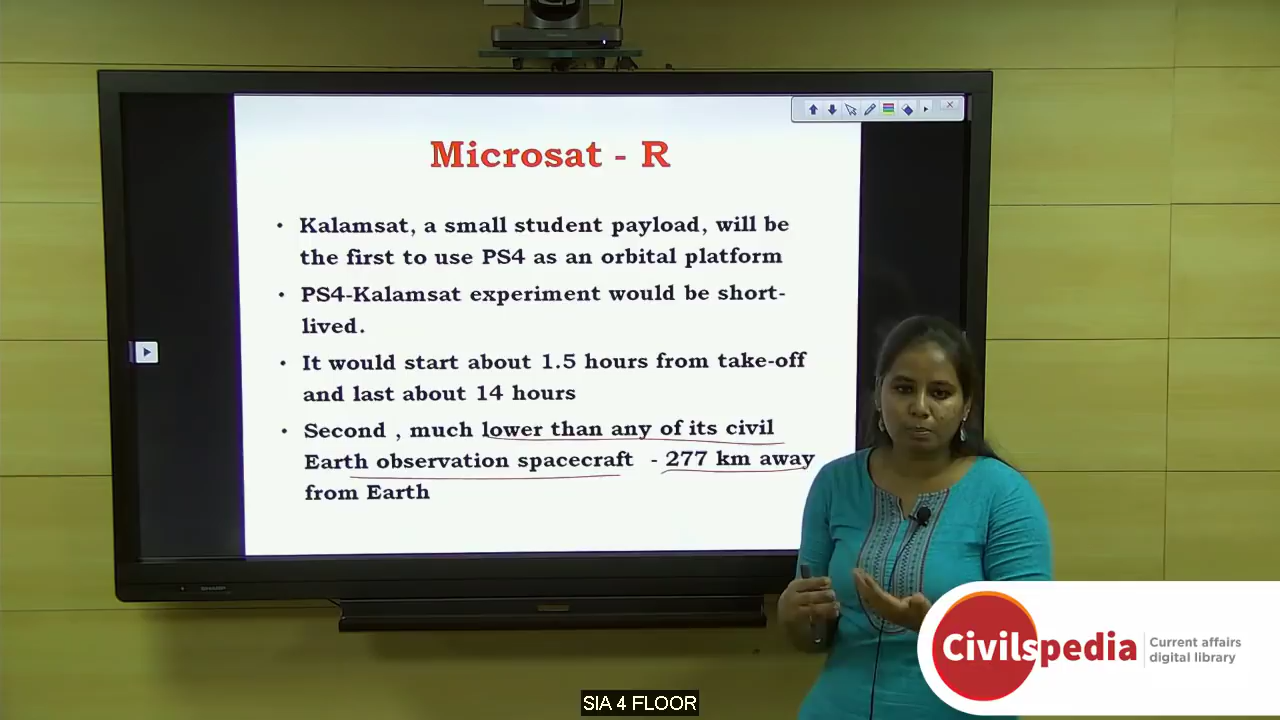 Microsat - R
• Kalamsat, a small student payload, will be
the first to use PS4 as an orbital platform
• PS4-Kalamsat experiment would be short-
lived.
• It would start about 1.5 hours from take-off
and last about 14 hours
• Second , much lower than any of its civil
Earth observation spacecraft - 277 km away
from Earth
SHARP
Civilspedia
Current affairs
digital library
SIA 4 FLOOR